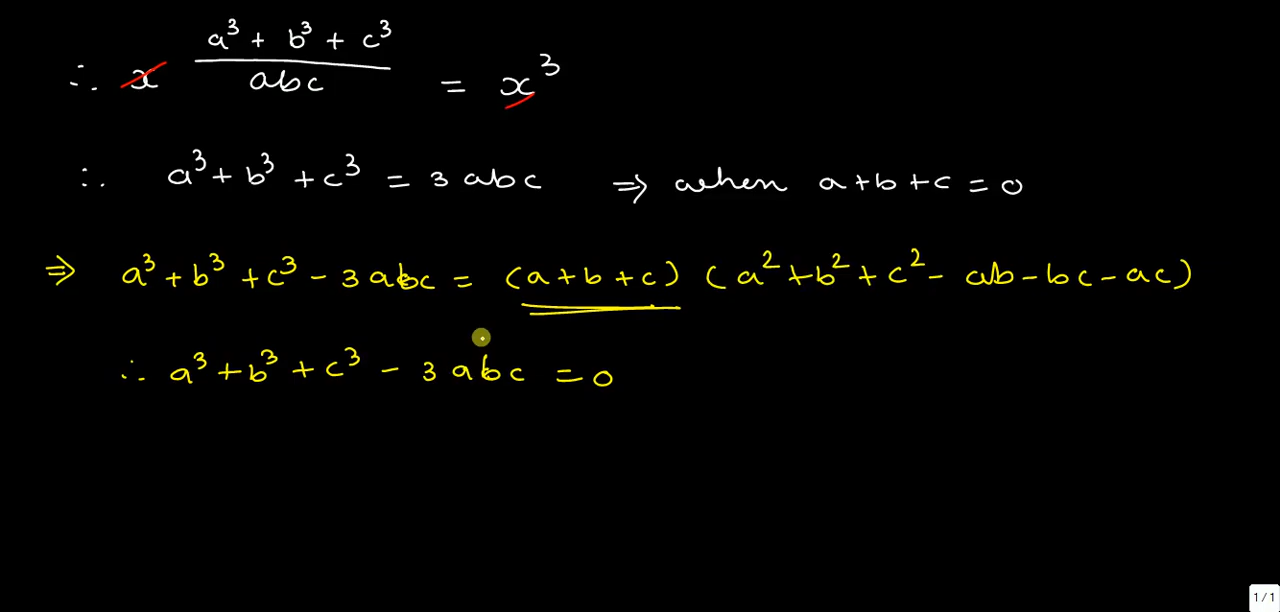 ∴ x^((a³ + b³ + c³)/abc) = x³
∴ a³ + b³ + c³ = 3abc ⇒ when a+b+c=0
⇒ a³ + b³ + c³ - 3abc = (a+b+c) (a² + b² + c² - ab - bc - ac)
∴ a³ + b³ + c³ - 3abc = 0
1/1